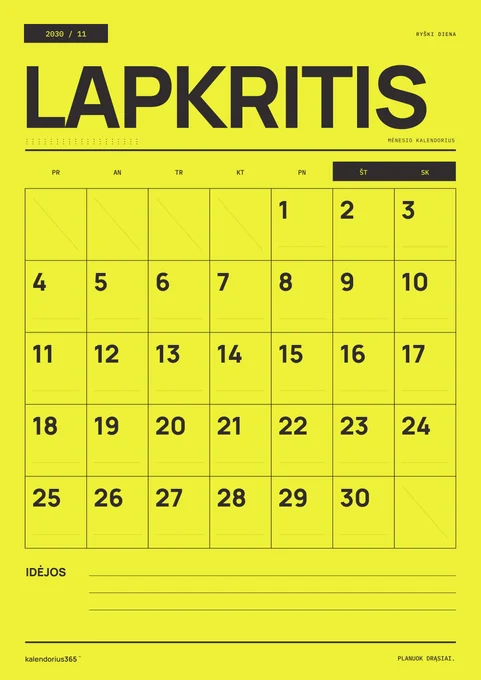 2030 / 11
RYŠKI DIENA
LAPKRITIS
MĖNESIO KALENDORIUS
PR AN TR KT PN ŠT SK
1 2 3
4 5 6 7 8 9 10
11 12 13 14 15 16 17
18 19 20 21 22 23 24
25 26 27 28 29 30
IDĖJOS
kalendorius365
PLANUOK DRĄSIAI.